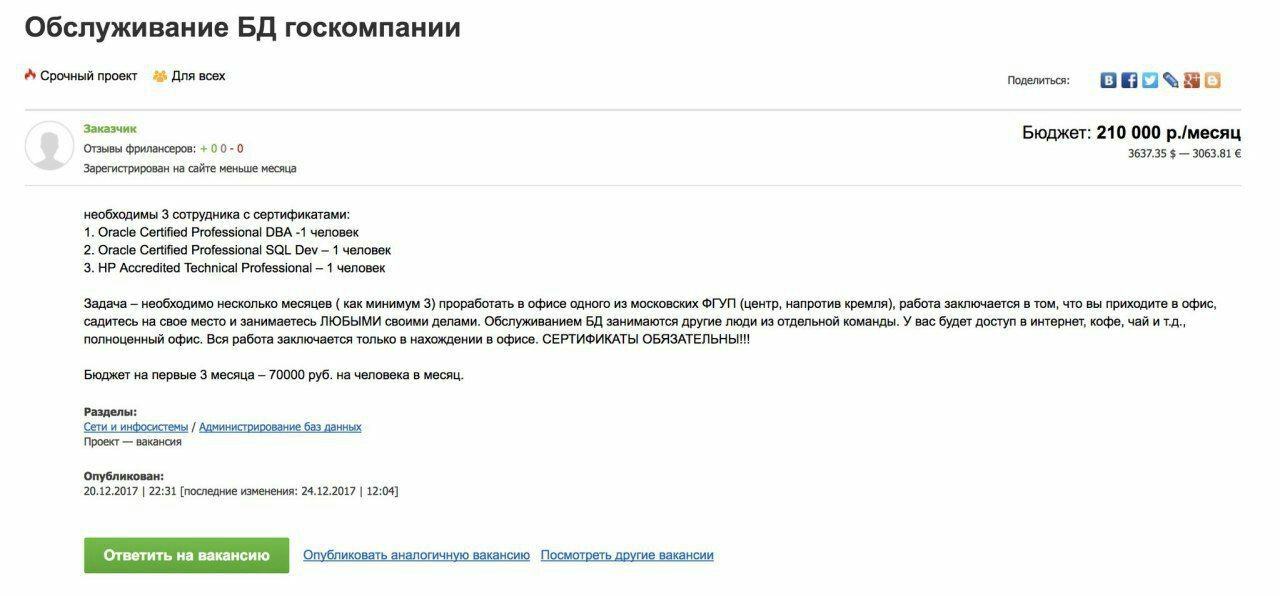 Обслуживание БД госкомпании
Срочный проект Для всех
Поделиться:
Заказчик
Отзывы фрилансеров: + 0 0 - 0
Зарегистрирован на сайте меньше месяца
Бюджет: 210 000 р./месяц
3637.35 $ — 3063.81 €
необходимы 3 сотрудника с сертификатами:
1. Oracle Certified Professional DBA -1 человек
2. Oracle Certified Professional SQL Dev – 1 человек
3. HP Accredited Technical Professional – 1 человек
Задача – необходимо несколько месяцев ( как минимум 3) проработать в офисе одного из московских ФГУП (центр, напротив кремля), работа заключается в том, что вы приходите в офис,
садитесь на свое место и занимаетесь ЛЮБЫМИ своими делами. Обслуживанием БД занимаются другие люди из отдельной команды. У вас будет доступ в интернет, кофе, чай и т.д.,
полноценный офис. Вся работа заключается только в нахождении в офисе. СЕРТИФИКАТЫ ОБЯЗАТЕЛЬНЫ!!!
Бюджет на первые 3 месяца – 70000 руб. на человека в месяц.
Разделы:
Сети и инфосистемы / Администрирование баз данных
Проект — вакансия
Опубликован:
20.12.2017 | 22:31 [последние изменения: 24.12.2017 | 12:04]
Ответить на вакансию Опубликовать аналогичную вакансию Посмотреть другие вакансии